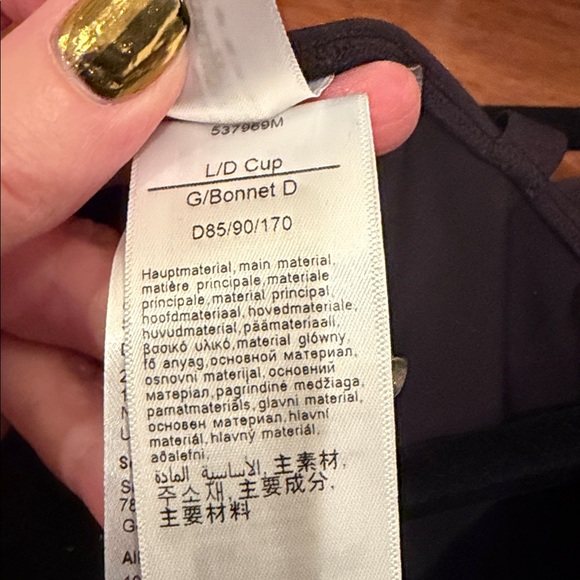 537969M
L/D Cup
G/Bonnet D
D85/90/170
Hauptmaterial, main material,
matière principale, materiale
principale, material principal,
hoofdmateriaal, hovedmateriale,
huvudmaterial, päämateriaali,
βασικό υλικό, material główny,
fő anyag, основной материал,
osnovni materijal, основний
матеріал, pagrindinė medžiaga,
pamatmateriāls, glavni material,
основен материал, hlavní
materiál, hlavný materiál,
aðalefni,
المادة الأساسية, 主素材,
주소재, 主要成分,
主要材料